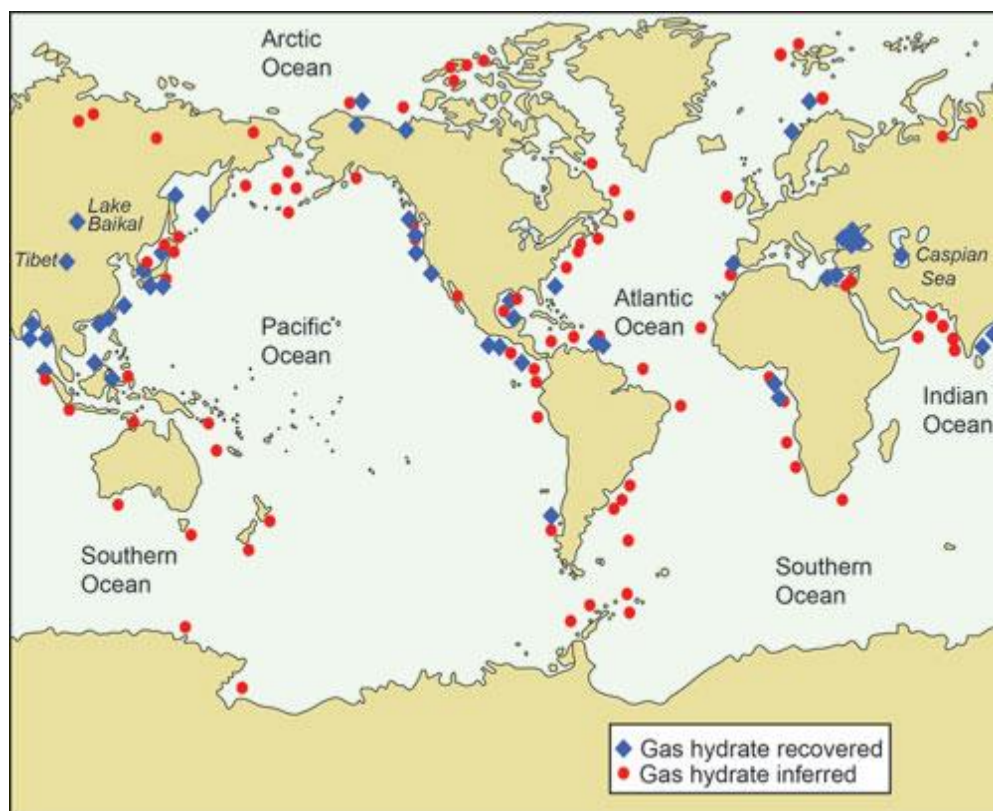 Arctic
Ocean
Lake
Baikal
Tibet
Caspian
Sea
Atlantic
Ocean
Pacific
Ocean
Indian
Ocean
Southern
Ocean
Southern
Ocean
Gas hydrate recovered
Gas hydrate inferred